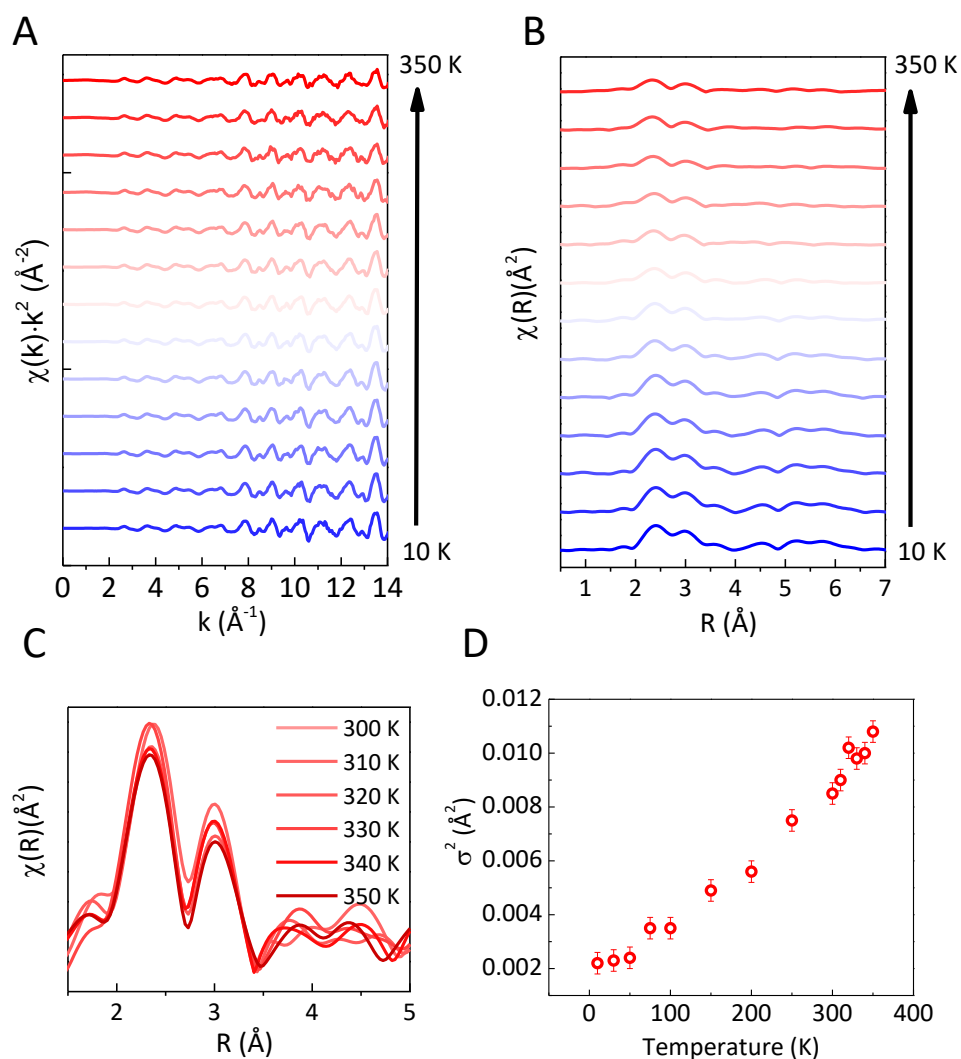 A
350 K
χ(k)·k² (Å⁻²)
10 K
0 2 4 6 8 10 12 14
k (Å⁻¹)
B
350 K
χ(R)(Å²)
10 K
1 2 3 4 5 6 7
R (Å)
C
χ(R)(Å²)
300 K
310 K
320 K
330 K
340 K
350 K
2 3 4 5
R (Å)
D
σ² (Å²)
0.012
0.010
0.008
0.006
0.004
0.002
0 100 200 300 400
Temperature (K)